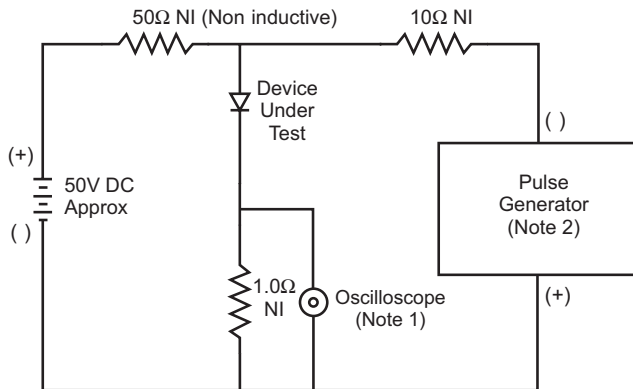 50Ω NI (Non inductive)
10Ω NI
Device
Under
Test
(+)
50V DC
Approx
( )
( )
Pulse
Generator
(Note 2)
(+)
1.0Ω
NI
Oscilloscope
(Note 1)